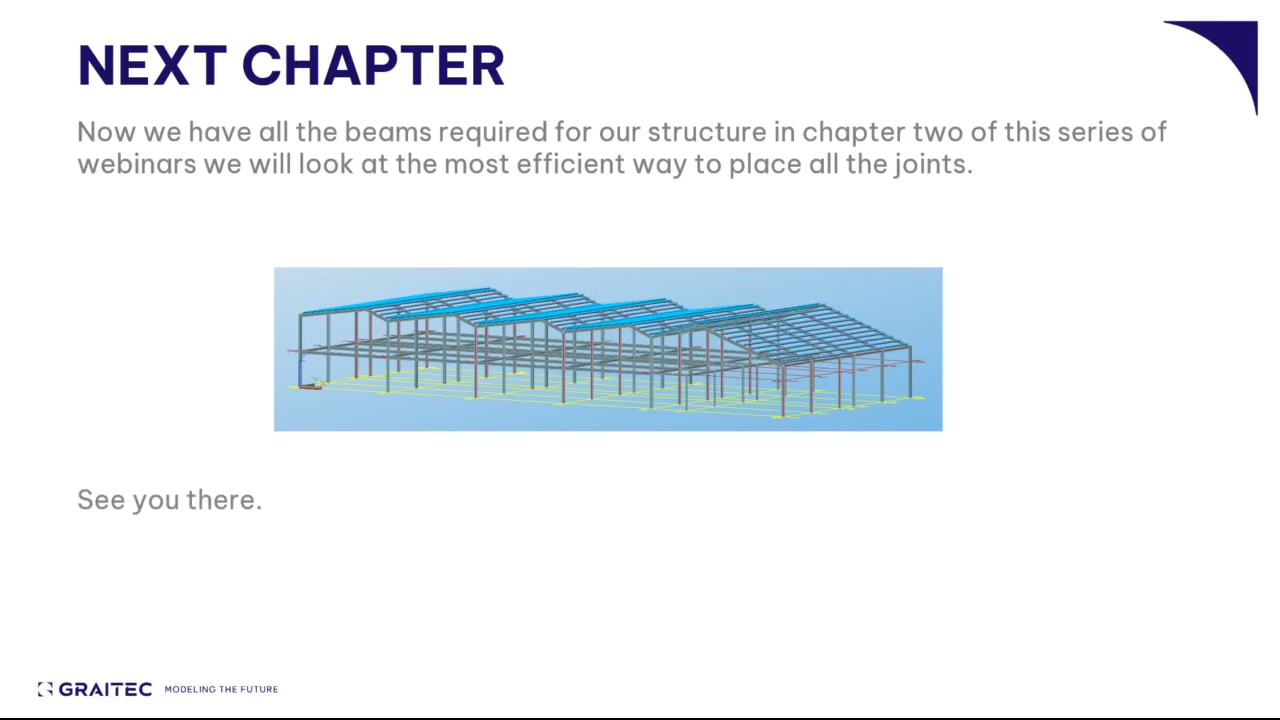 NEXT CHAPTER
Now we have all the beams required for our structure in chapter two of this series of
webinars we will look at the most efficient way to place all the joints.
See you there.
GRAITEC MODELING THE FUTURE